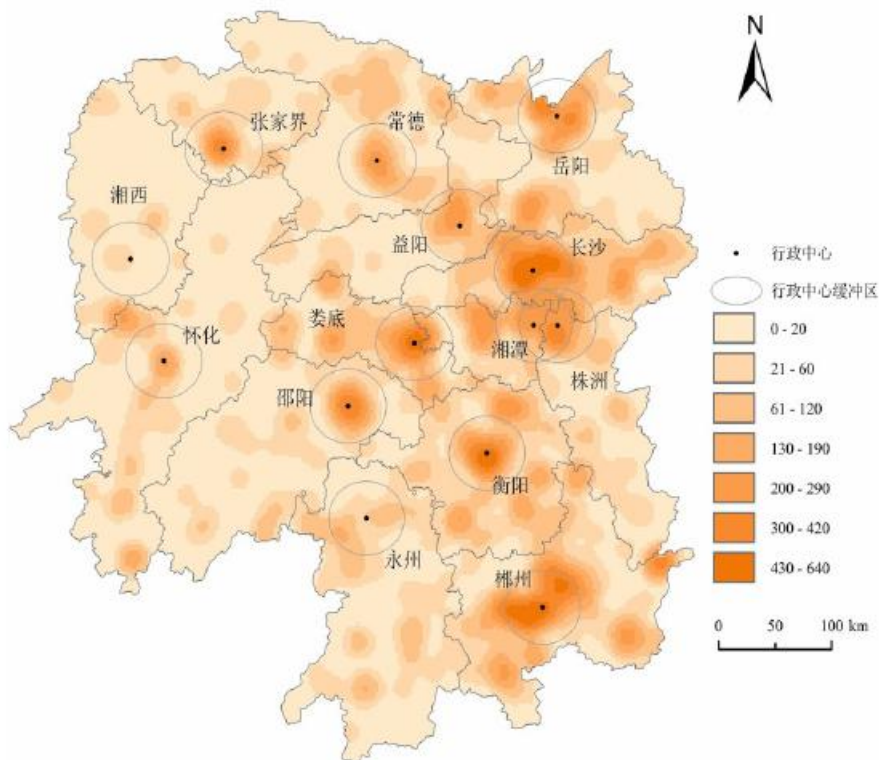 N
张家界
常德
岳阳
湘西
益阳
长沙
娄底
湘潭
怀化
株洲
邵阳
衡阳
永州
郴州
行政中心
行政中心缓冲区
0 - 20
21 - 60
61 - 120
130 - 190
200 - 290
300 - 420
430 - 640
0 50 100 km